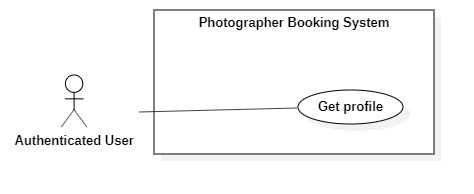 Photographer Booking System
Get profile
Authenticated User